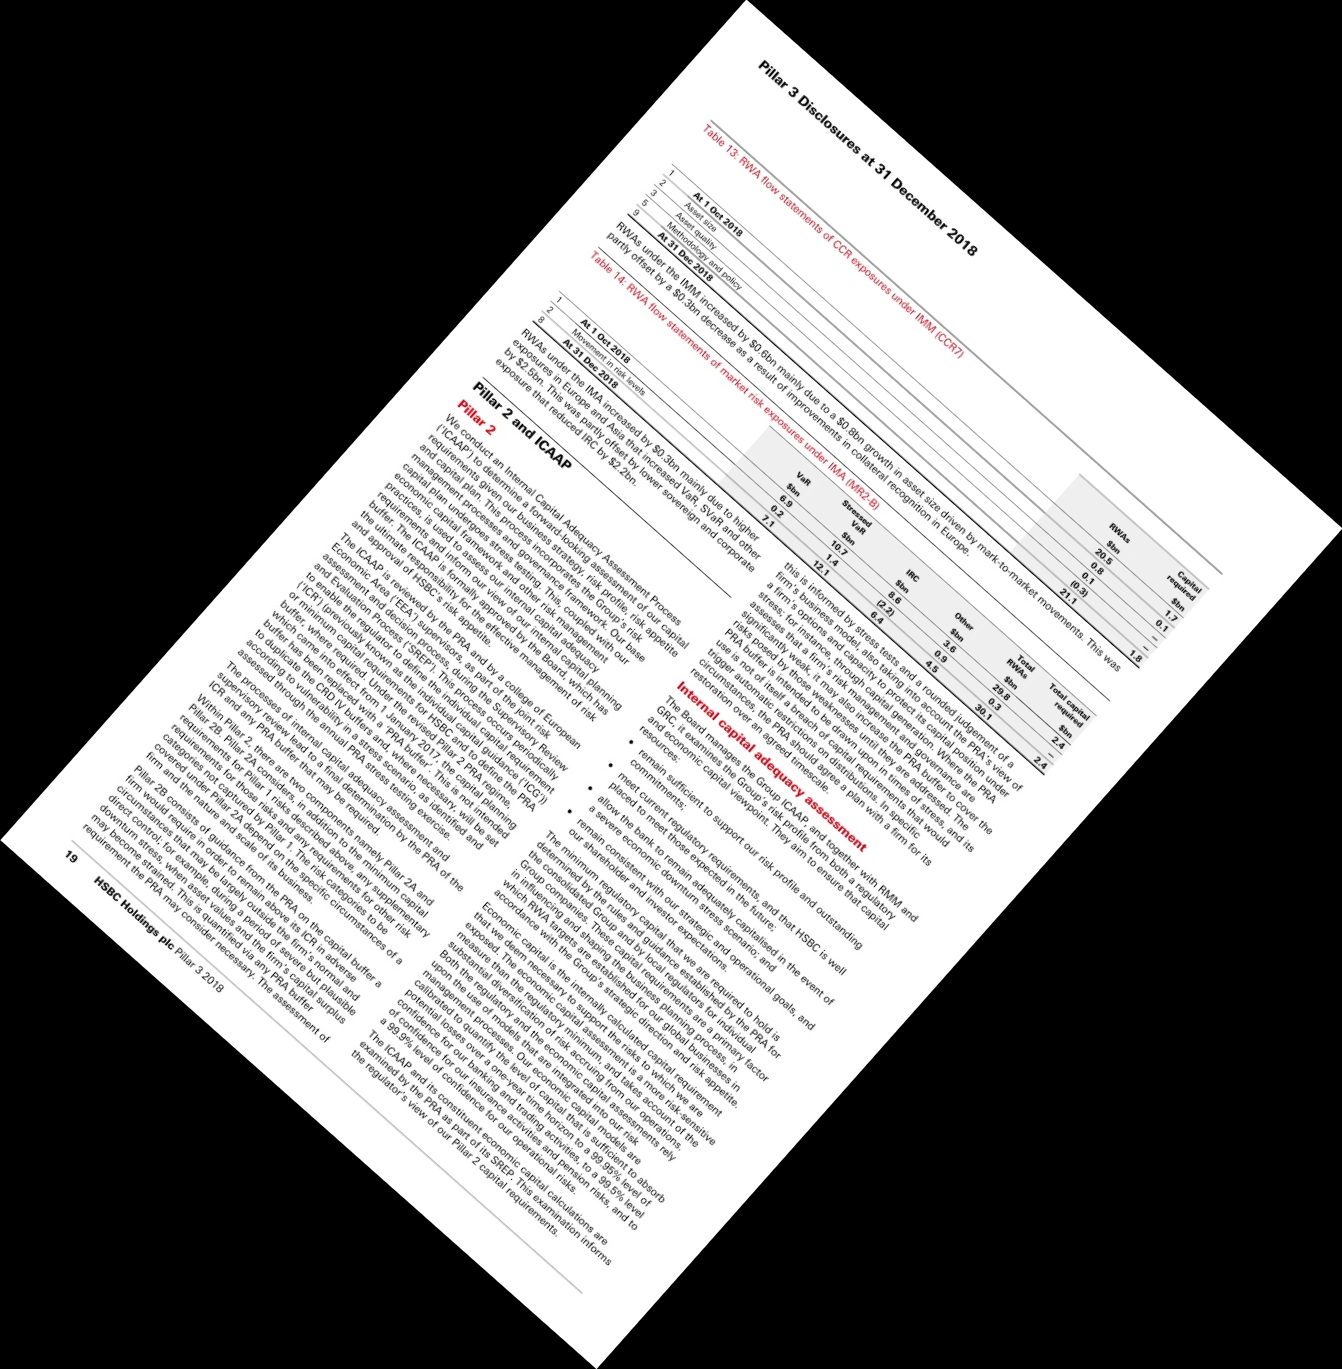 Pillar 3 Disclosures at 31 December 2018
Table 13: RWA flow statements of CCR exposures under IMM (CCR7)
RWAs Capital required
$bn $bn
1 At 1 Oct 2018 20.5 1.7
2 Asset size 0.8 0.1
3 Asset quality 0.1 –
5 Methodology and policy (0.3) –
9 At 31 Dec 2018 21.1 1.8
RWAs under the IMM increased by $0.6bn mainly due to a $0.8bn growth in asset size driven by mark-to-market movements. This was
partly offset by a $0.3bn decrease as a result of improvements in collateral recognition in Europe.
Table 14: RWA flow statements of market risk exposures under IMA (MR2-B)
VaR Stressed VaR IRC Other Total RWAs Total capital required
$bn $bn $bn $bn $bn $bn
1 At 1 Oct 2018 6.9 10.7 8.6 3.6 29.8 2.4
2 Movement in risk levels 0.2 1.4 (2.2) 0.9 0.3 –
8 At 31 Dec 2018 7.1 12.1 6.4 4.5 30.1 2.4
RWAs under the IMA increased by $0.3bn mainly due to higher
exposures in Europe and Asia that increased VaR, SVaR and other
by $2.5bn. This was partly offset by lower sovereign and corporate
exposure that reduced IRC by $2.2bn.
Pillar 2 and ICAAP
Pillar 2
We conduct an Internal Capital Adequacy Assessment Process
('ICAAP') to determine a forward-looking assessment of our capital
requirements given our business strategy, risk profile, risk appetite
and capital plan. This process incorporates the Group's risk
management processes and governance framework. Our base
capital plan undergoes stress testing. This, coupled with our
economic capital framework and other risk management
practices, is used to assess our internal capital adequacy
requirements and inform our view of our internal capital planning
buffer. The ICAAP is formally approved by the Board, which has
the ultimate responsibility for the effective management of risk
and approval of HSBC's risk appetite.
The ICAAP is reviewed by the PRA and by a college of European
Economic Area ('EEA') supervisors, as part of the joint risk
assessment and decision process, during the Supervisory Review
and Evaluation Process ('SREP'). This process occurs periodically
to enable the regulator to define the individual capital requirement
('ICR') (previously known as the individual capital guidance ('ICG'))
or minimum capital requirements for HSBC and to define the PRA
buffer, where required. Under the revised Pillar 2 PRA regime,
which came into effect from 1 January 2017, the capital planning
buffer has been replaced with a 'PRA buffer'. This is not intended
to duplicate the CRD IV buffers and, where necessary, will be set
according to vulnerability in a stress scenario, as identified and
assessed through the annual PRA stress testing exercise.
The processes of internal capital adequacy assessment and
supervisory review lead to a final determination by the PRA of the
ICR and any PRA buffer that may be required.
Within Pillar 2, there are two components namely Pillar 2A and
Pillar 2B. Pillar 2A considers, in addition to the minimum capital
requirements for Pillar 1 risks described above, any supplementary
requirements for those risks and any requirements for other risk
categories not captured by Pillar 1. The risk categories to be
covered under Pillar 2A depend on the specific circumstances of a
firm and the nature and scale of its business.
Pillar 2B consists of guidance from the PRA on the capital buffer a
firm would require in order to remain above its ICR in adverse
circumstances that may be largely outside the firm's normal and
direct control; for example, during a period of severe but plausible
downturn stress, when asset values and the firm's capital surplus
may become strained. This is quantified via any PRA buffer
requirement the PRA may consider necessary. The assessment of
this is informed by stress tests and a rounded judgement of a
firm's business model, also taking into account the PRA's view of
a firm's options and capacity to protect its capital position under
stress; for instance, through capital generation. Where the PRA
assesses that a firm's risk management and governance are
significantly weak, it may also increase the PRA buffer to cover the
risks posed by those weaknesses until they are addressed. The
PRA buffer is intended to be drawn upon in times of stress, and its
use is not of itself a breach of capital requirements that would
trigger automatic restrictions on distributions. In specific
circumstances, the PRA should agree a plan with a firm for its
restoration over an agreed timescale.
Internal capital adequacy assessment
The Board manages the Group ICAAP, and together with RMM and
GRC, it examines the Group's risk profile from both a regulatory
and economic capital viewpoint. They aim to ensure that capital
resources:
• remain sufficient to support our risk profile and outstanding
commitments;
• meet current regulatory requirements, and that HSBC is well
placed to meet those expected in the future;
• allow the bank to remain adequately capitalised in the event of
a severe economic downturn stress scenario; and
• remain consistent with our strategic and operational goals, and
our shareholder and investor expectations.
The minimum regulatory capital that we are required to hold is
determined by the rules and guidance established by the PRA for
the consolidated Group and by local regulators for individual
Group companies. These capital requirements are a primary factor
in influencing and shaping the business planning process, in
which RWA targets are established for our global businesses in
accordance with the Group's strategic direction and risk appetite.
Economic capital is the internally calculated capital requirement
that we deem necessary to support the risks to which we are
exposed. The economic capital assessment is a more risk-sensitive
measure than the regulatory minimum, and takes account of the
substantial diversification of risk accruing from our operations.
Both the regulatory and the economic capital assessments rely
upon the use of models that are integrated into our risk
management processes. Our economic capital models are
calibrated to quantify the level of capital that is sufficient to absorb
potential losses over a one-year time horizon to a 99.95% level of
confidence for our banking and trading activities, to a 99.5% level
of confidence for our insurance activities and pension risks, and to
a 99.9% level of confidence for our operational risks.
The ICAAP and its constituent economic capital calculations are
examined by the PRA as part of its SREP. This examination informs
the regulator's view of our Pillar 2 capital requirements.
19 HSBC Holdings plc Pillar 3 2018